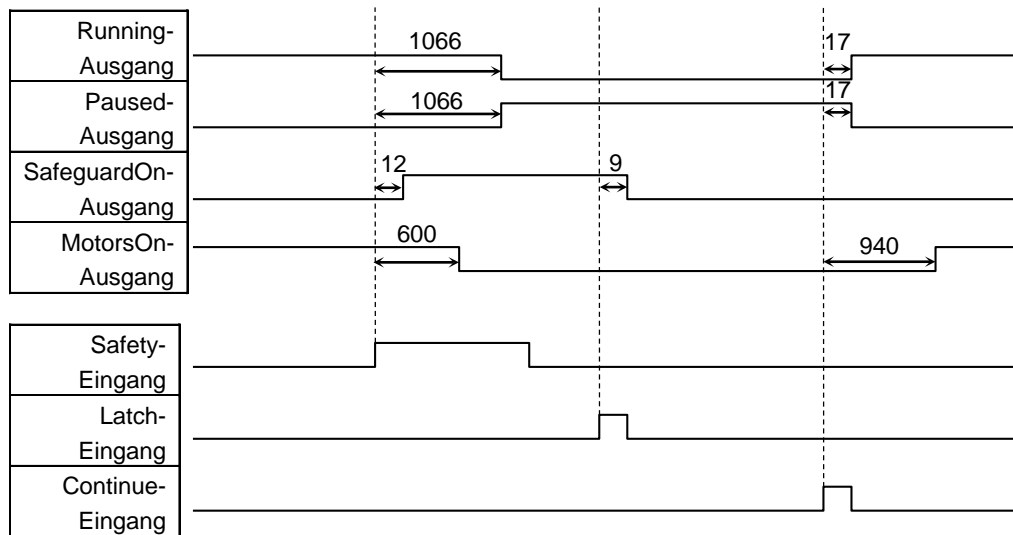 Running-
Ausgang
1066
17
Paused-
Ausgang
1066
17
SafeguardOn-
Ausgang
12
9
MotorsOn-
Ausgang
600
940
Safety-
Eingang
Latch-
Eingang
Continue-
Eingang